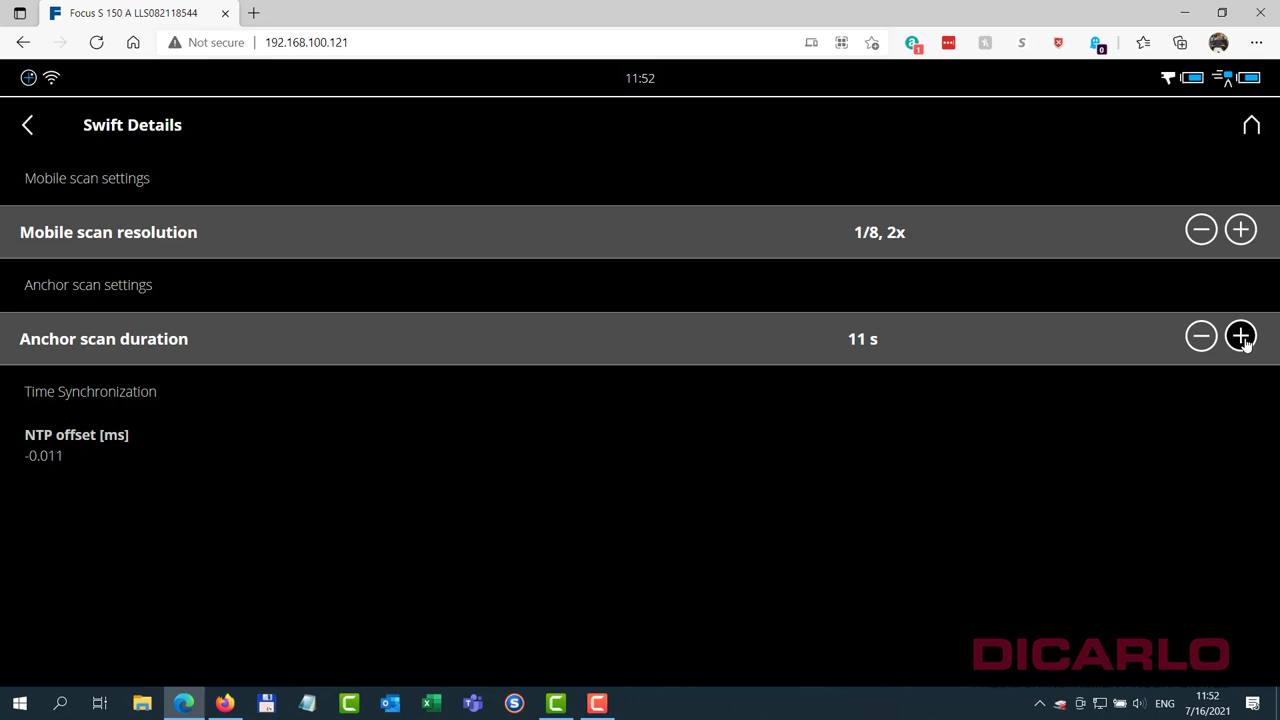 Focus S 150 A LLS082118544
Not secure
192.168.100.121
1
0
11:52
Swift Details
Mobile scan settings
Mobile scan resolution
1/8, 2x
Anchor scan settings
Anchor scan duration
11 s
Time Synchronization
NTP offset [ms]
-0.011
DICARLO
ENG
11:52
7/16/2021